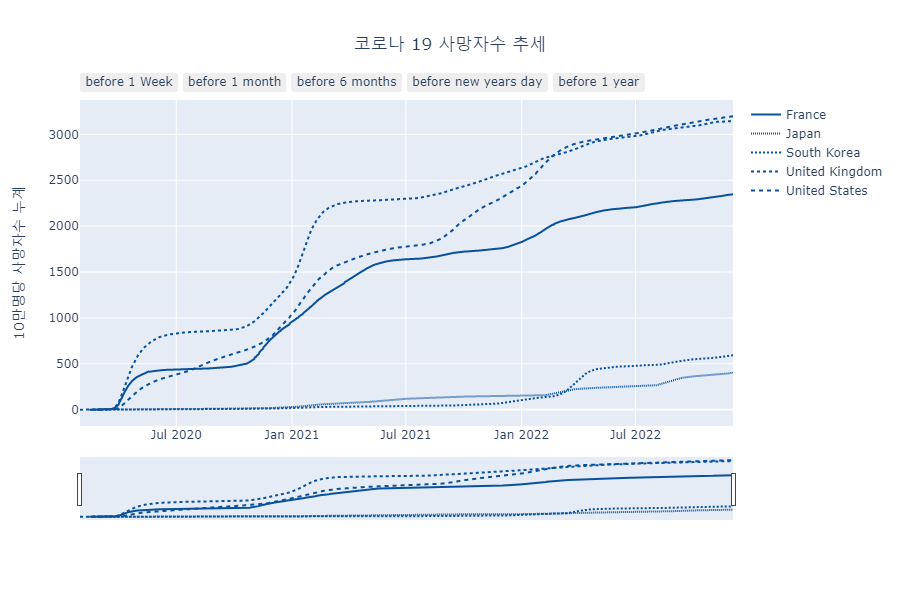 코로나 19 사망자수 추세
before 1 Week
before 1 month
before 6 months
before new years day
before 1 year
10만명당 사망자수 누계
3000
2500
2000
1500
1000
500
0
Jul 2020
Jan 2021
Jul 2021
Jan 2022
Jul 2022
France
Japan
South Korea
United Kingdom
United States